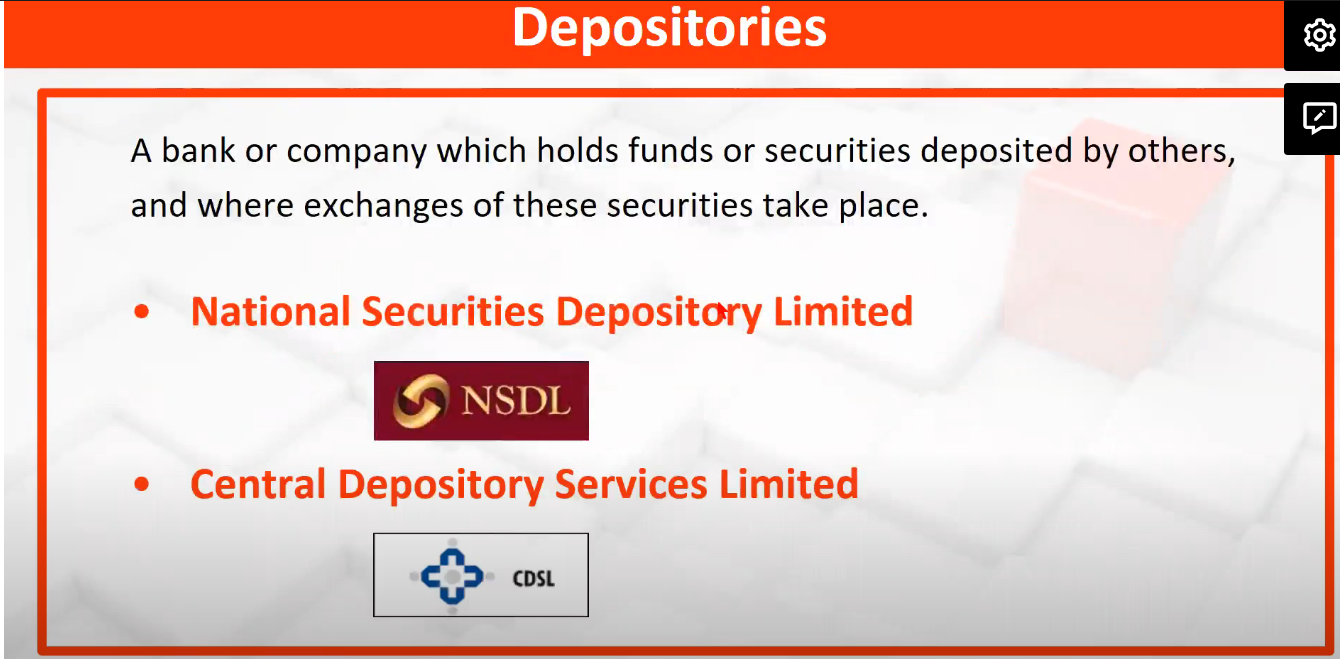 Depositories
A bank or company which holds funds or securities deposited by others,
and where exchanges of these securities take place.
• National Securities Depository Limited
NSDL
• Central Depository Services Limited
CDSL